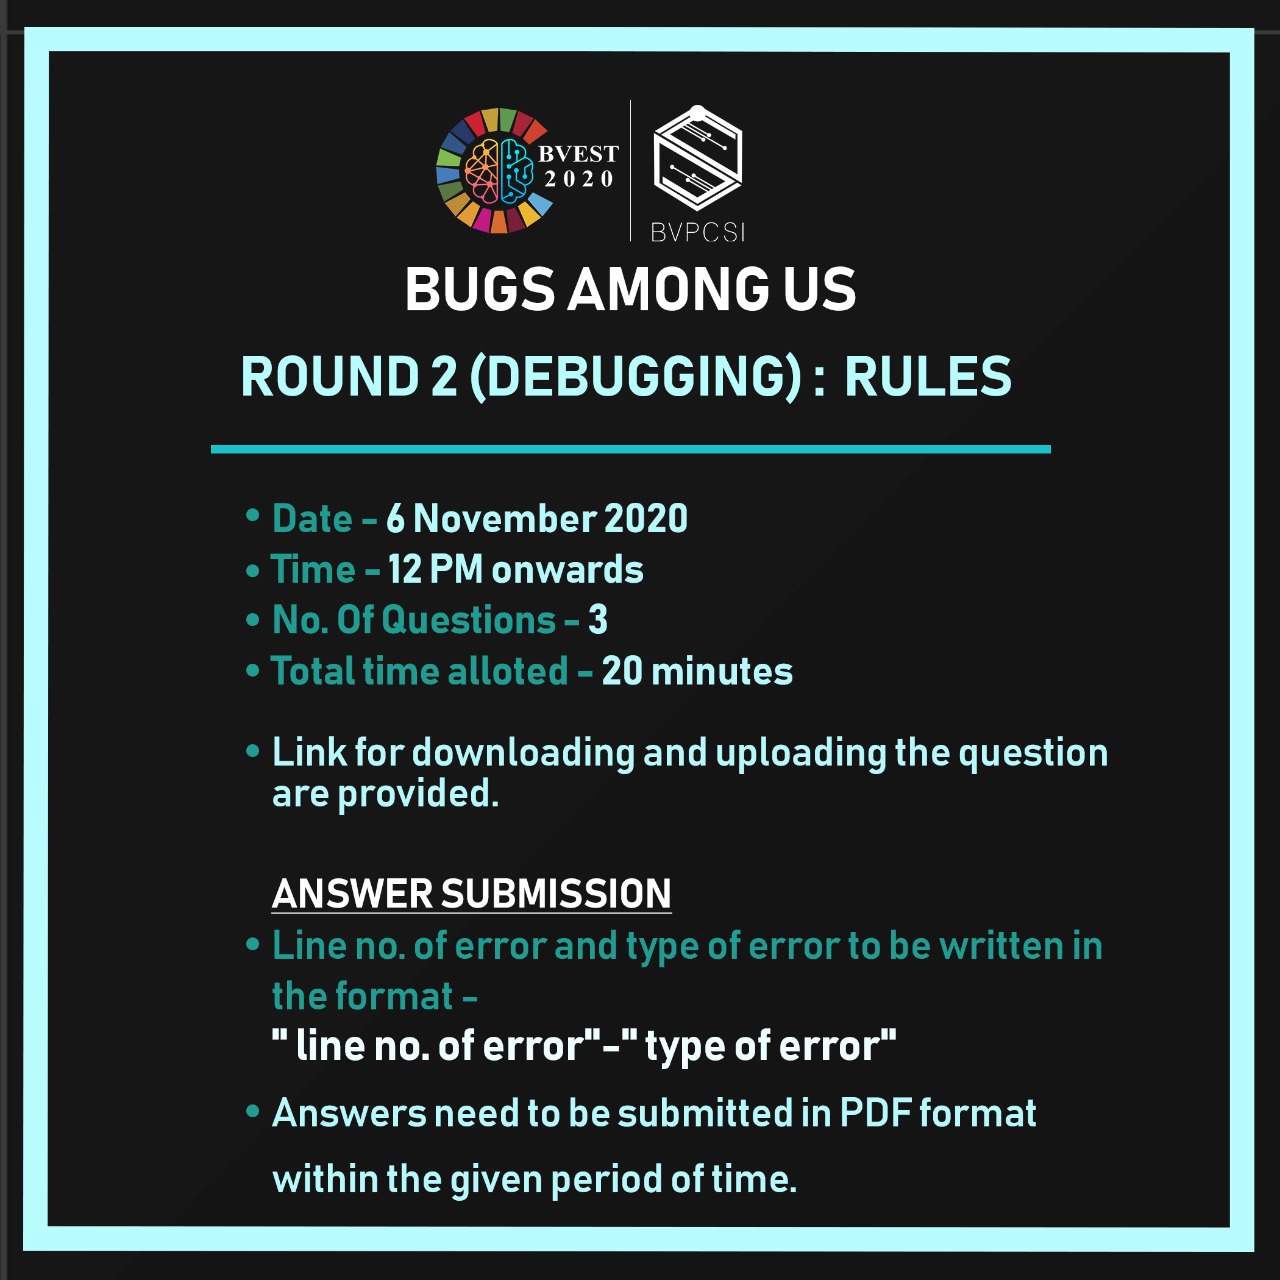 BVEST
2020
BVPCSI
BUGS AMONG US
ROUND 2 (DEBUGGING) : RULES
• Date - 6 November 2020
• Time - 12 PM onwards
• No. Of Questions - 3
• Total time alloted - 20 minutes
• Link for downloading and uploading the question
are provided.
ANSWER SUBMISSION
• Line no. of error and type of error to be written in
the format -
" line no. of error"-" type of error"
• Answers need to be submitted in PDF format
within the given period of time.